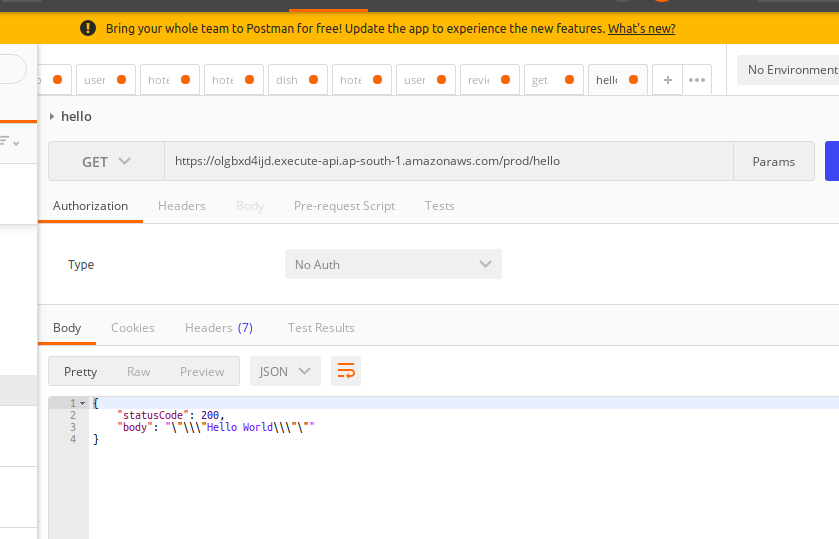 Bring your whole team to Postman for free! Update the app to experience the new features. What's new?
user hote hote dish hote user revi get hello + •••
No Environment
hello
GET https://olgbxd4ijd.execute-api.ap-south-1.amazonaws.com/prod/hello Params
Authorization Headers Body Pre-request Script Tests
Type No Auth
Body Cookies Headers (7) Test Results
Pretty Raw Preview JSON
1 {
2 "statusCode": 200,
3 "body": "\"\\\"Hello World\\\"\""
4 }